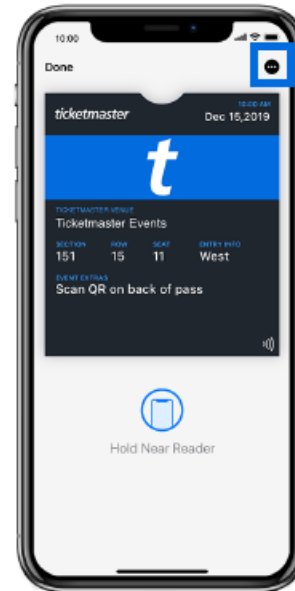 10:00
Done
ticketmaster
10:00 AM
Dec 15,2019
t
TICKETMASTER VENUE
Ticketmaster Events
SECTION ROW SEAT ENTRY INFO
151 15 11 West
EVENT EXTRAS
Scan QR on back of pass
Hold Near Reader